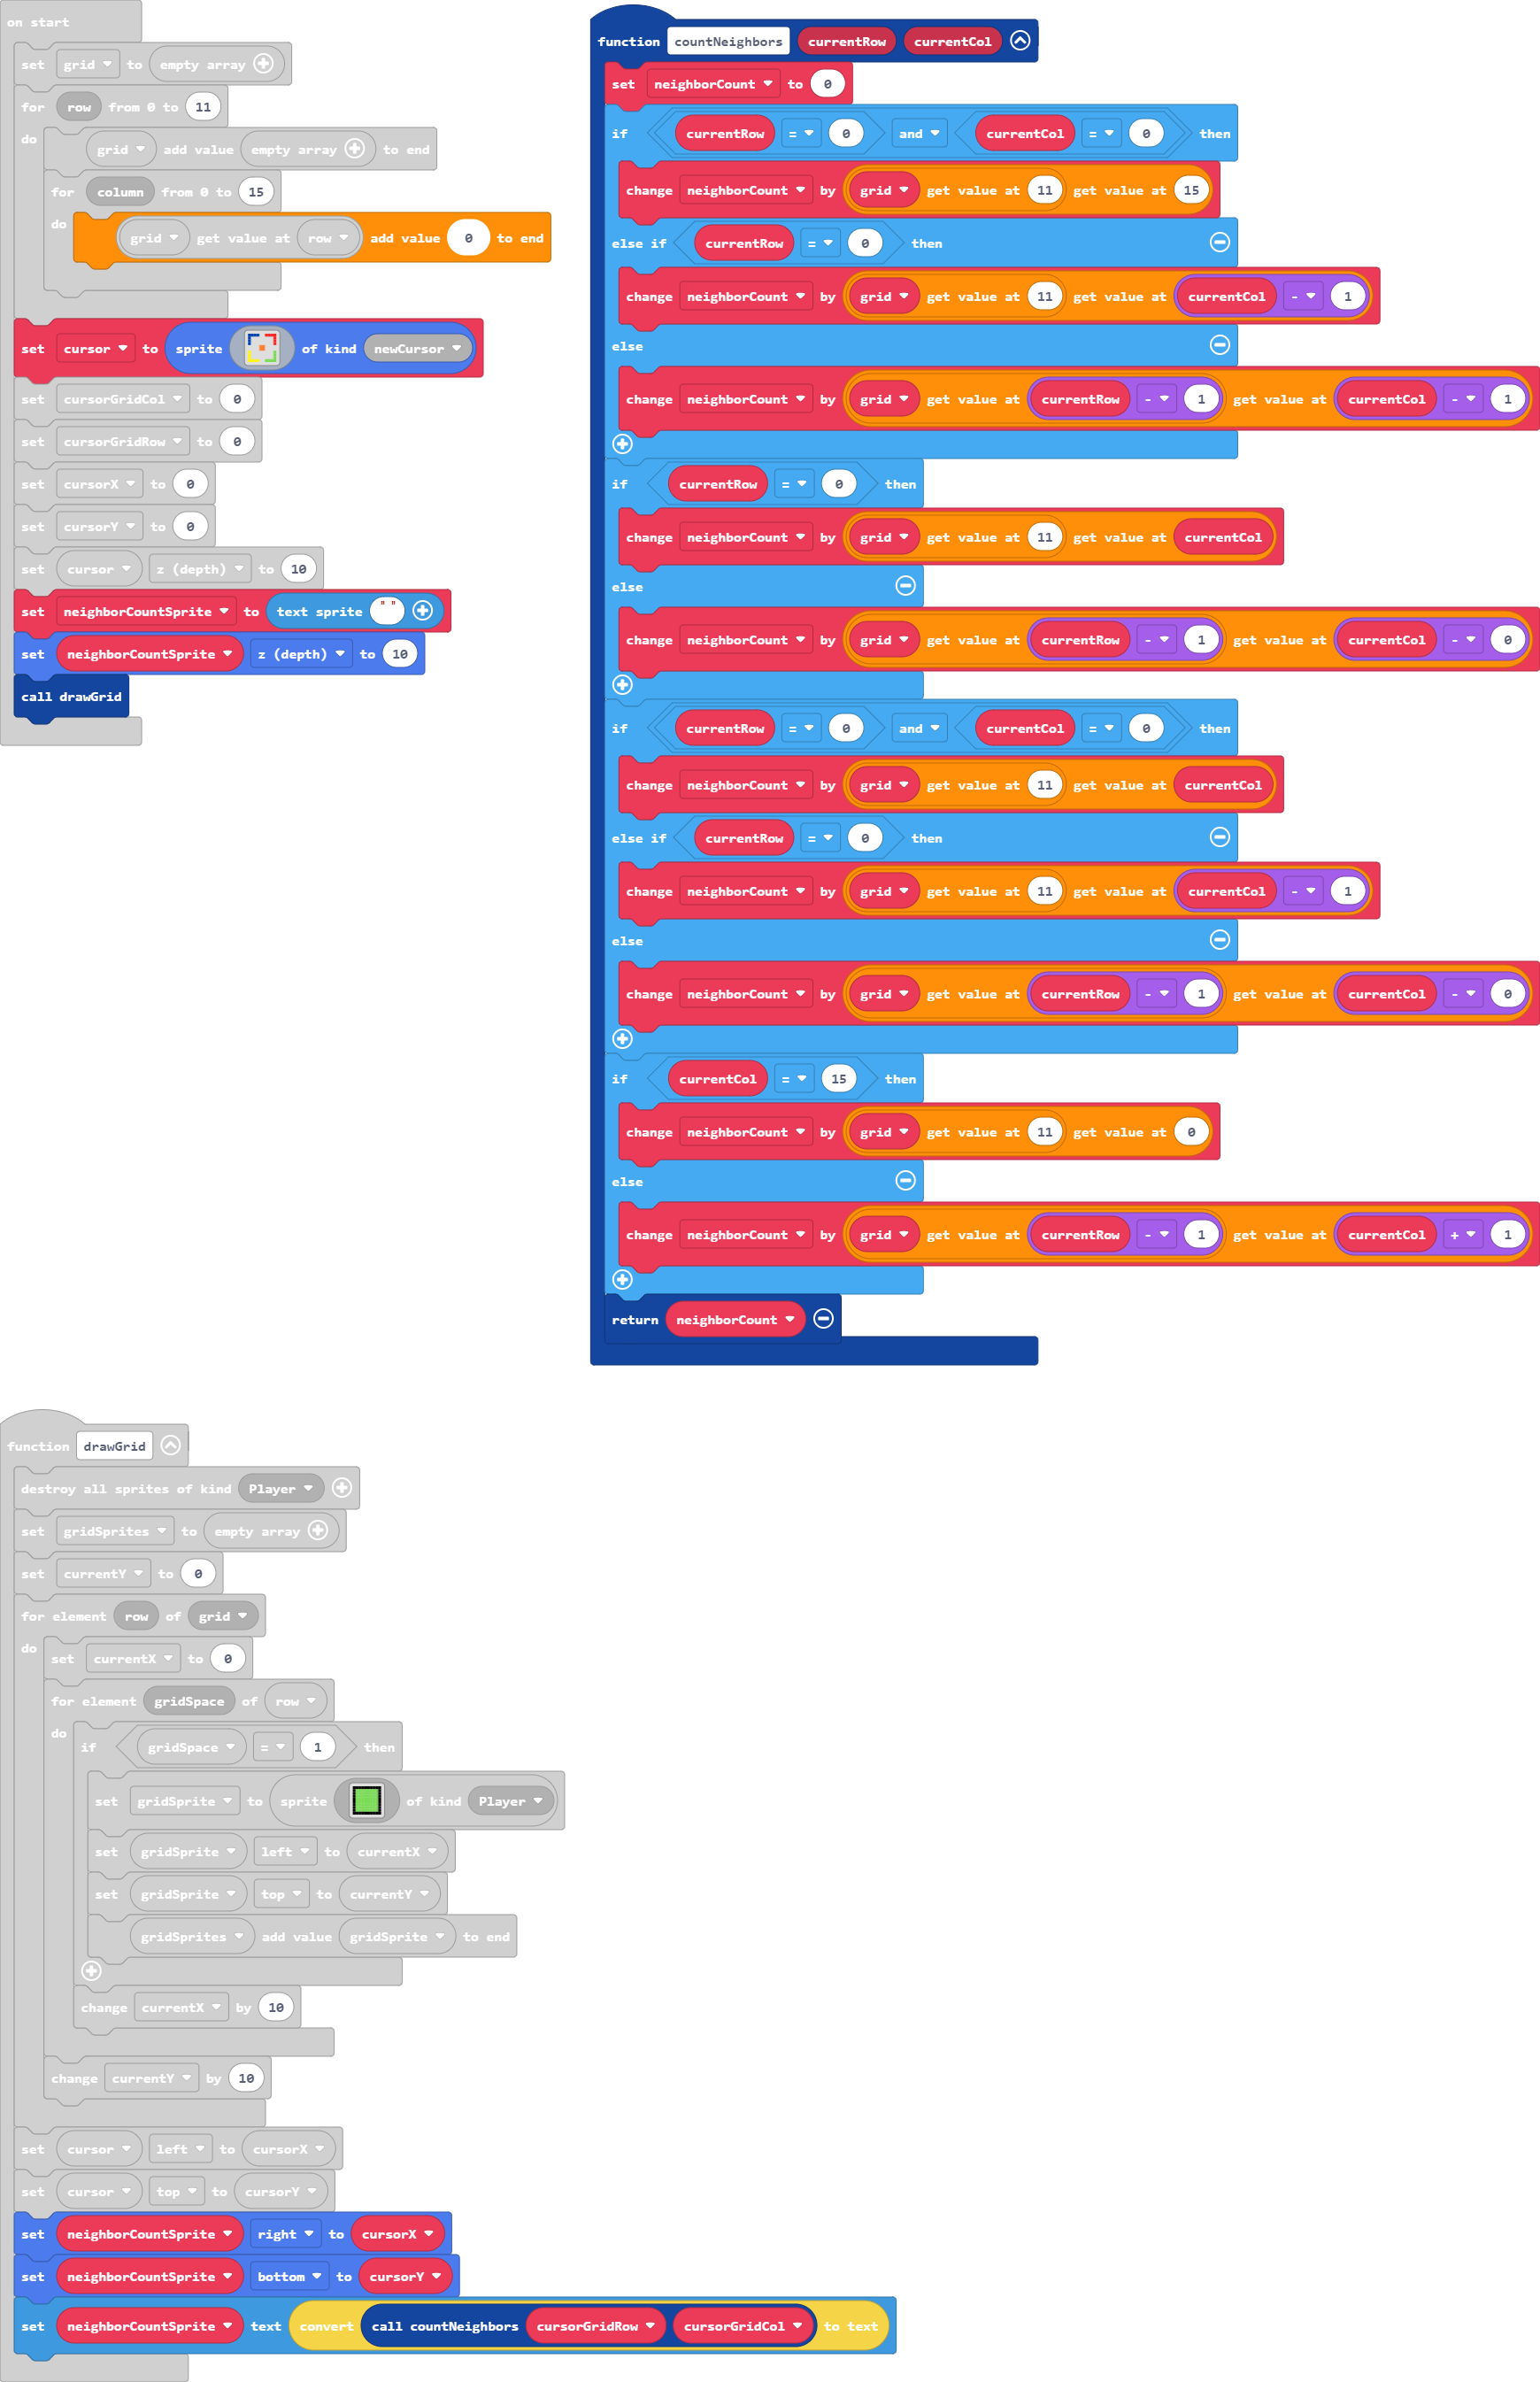 on start
set grid to empty array
for row from 0 to 11
do
grid add value empty array to end
for column from 0 to 15
do
grid get value at row add value 0 to end
set cursor to sprite of kind newCursor
set cursorGridCol to 0
set cursorGridRow to 0
set cursorX to 0
set cursorY to 0
set cursor z (depth) to 10
set neighborCountSprite to text sprite " "
set neighborCountSprite z (depth) to 10
call drawGrid
function countNeighbors currentRow currentCol
set neighborCount to 0
if currentRow = 0 and currentCol = 0 then
change neighborCount by grid get value at 11 get value at 15
else if currentRow = 0 then
change neighborCount by grid get value at 11 get value at currentCol - 1
else
change neighborCount by grid get value at currentRow - 1 get value at currentCol - 1
if currentRow = 0 then
change neighborCount by grid get value at 11 get value at currentCol
else
change neighborCount by grid get value at currentRow - 1 get value at currentCol - 0
if currentRow = 0 and currentCol = 0 then
change neighborCount by grid get value at 11 get value at currentCol
else if currentRow = 0 then
change neighborCount by grid get value at 11 get value at currentCol - 1
else
change neighborCount by grid get value at currentRow - 1 get value at currentCol - 0
if currentCol = 15 then
change neighborCount by grid get value at 11 get value at 0
else
change neighborCount by grid get value at currentRow - 1 get value at currentCol + 1
return neighborCount
function drawGrid
destroy all sprites of kind Player
set gridSprites to empty array
set currentY to 0
for element row of grid
do
set currentX to 0
for element gridSpace of row
do
if gridSpace = 1 then
set gridSprite to sprite of kind Player
set gridSprite left to currentX
set gridSprite top to currentY
gridSprites add value gridSprite to end
change currentX by 10
change currentY by 10
set cursor left to cursorX
set cursor top to cursorY
set neighborCountSprite right to cursorX
set neighborCountSprite bottom to cursorY
set neighborCountSprite text convert call countNeighbors cursorGridRow cursorGridCol to text